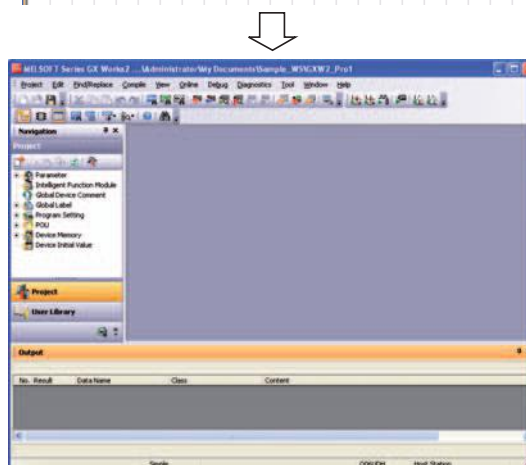 MELSOFT Series GX Works2 ...\Administrator\My Documents\Sample_WS\GXW2_Pro1
Project Edit Find/Replace Compile View Online Debug Diagnostics Tool Window Help
Navigation
Project
Parameter
Intelligent Function Module
Global Device Comment
Global Label
Program Setting
POU
Device Memory
Device Initial Value
Project
User Library
Output
No. Result Data Name Class Content
Simple Host Station